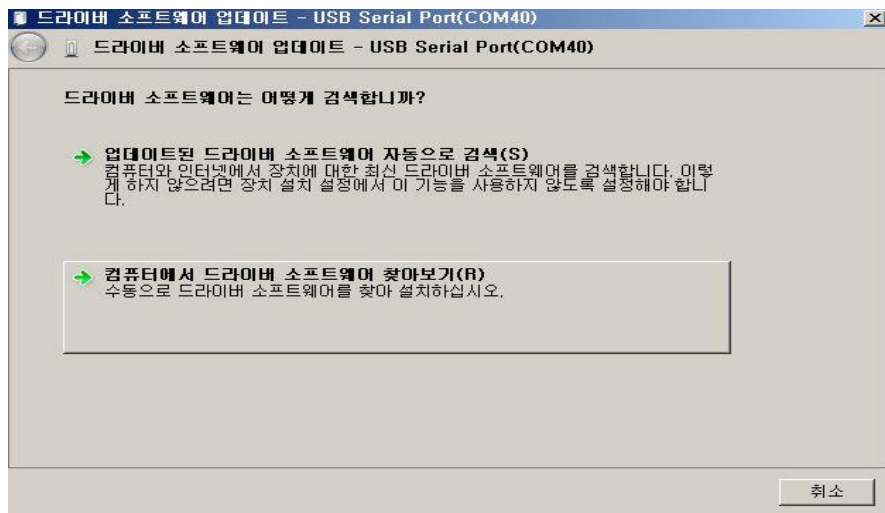 드라이버 소프트웨어 업데이트 - USB Serial Port(COM40)
드라이버 소프트웨어 업데이트 - USB Serial Port(COM40)
드라이버 소프트웨어는 어떻게 검색합니까?
업데이트된 드라이버 소프트웨어 자동으로 검색(S)
컴퓨터와 인터넷에서 장치에 대한 최신 드라이버 소프트웨어를 검색합니다. 이렇
게 하지 않으려면 장치 설치 설정에서 이 기능을 사용하지 않도록 설정해야 합니
다.
컴퓨터에서 드라이버 소프트웨어 찾아보기(R)
수동으로 드라이버 소프트웨어를 찾아 설치하십시오.
취소